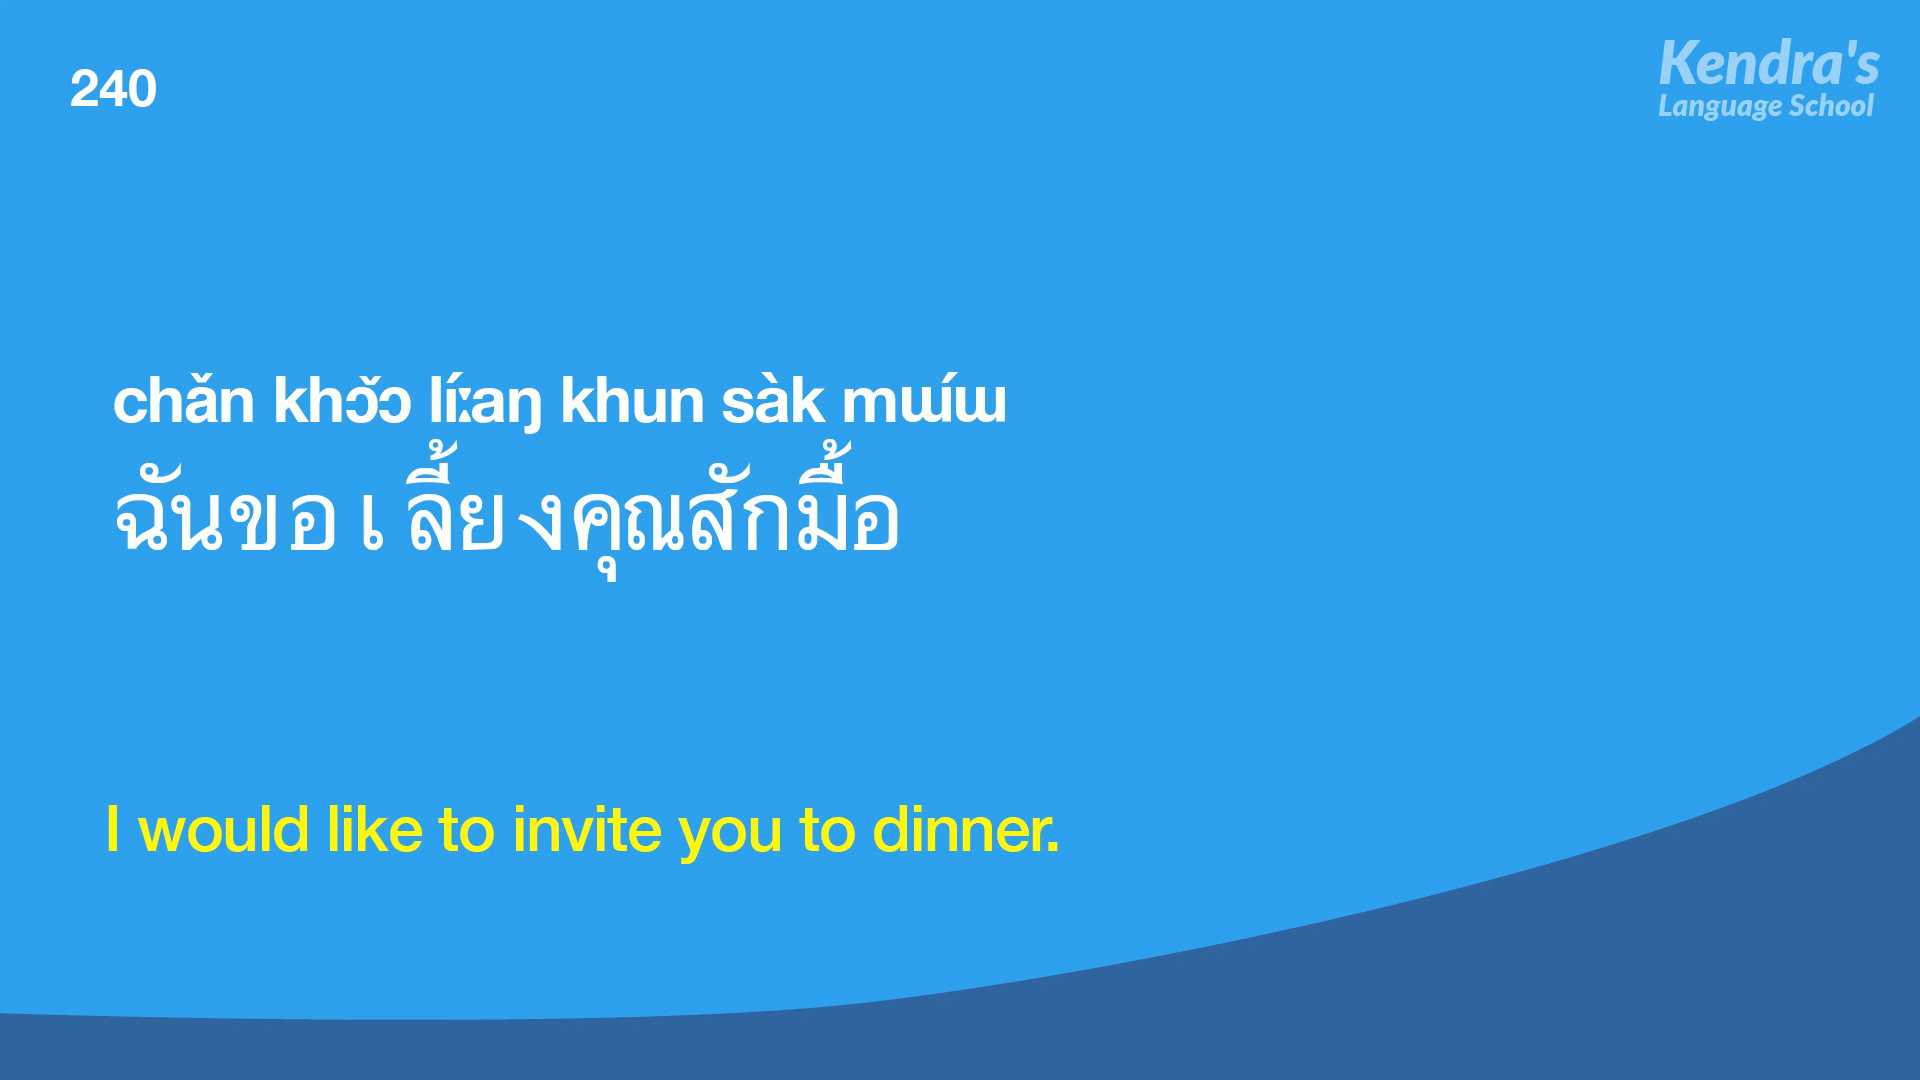 240
Kendra's
Language School
chǎn khɔ̌ɔ líːaŋ khun sàk mɯ́ɯ
ฉันขอเลี้ยงคุณสักมื้อ
I would like to invite you to dinner.